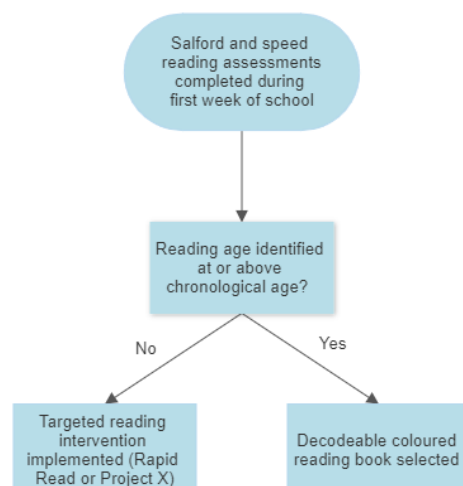 Salford and speed
reading assessments
completed during
first week of school
Reading age identified
at or above
chronological age?
No
Yes
Targeted reading
intervention
implemented (Rapid
Read or Project X)
Decodeable coloured
reading book selected